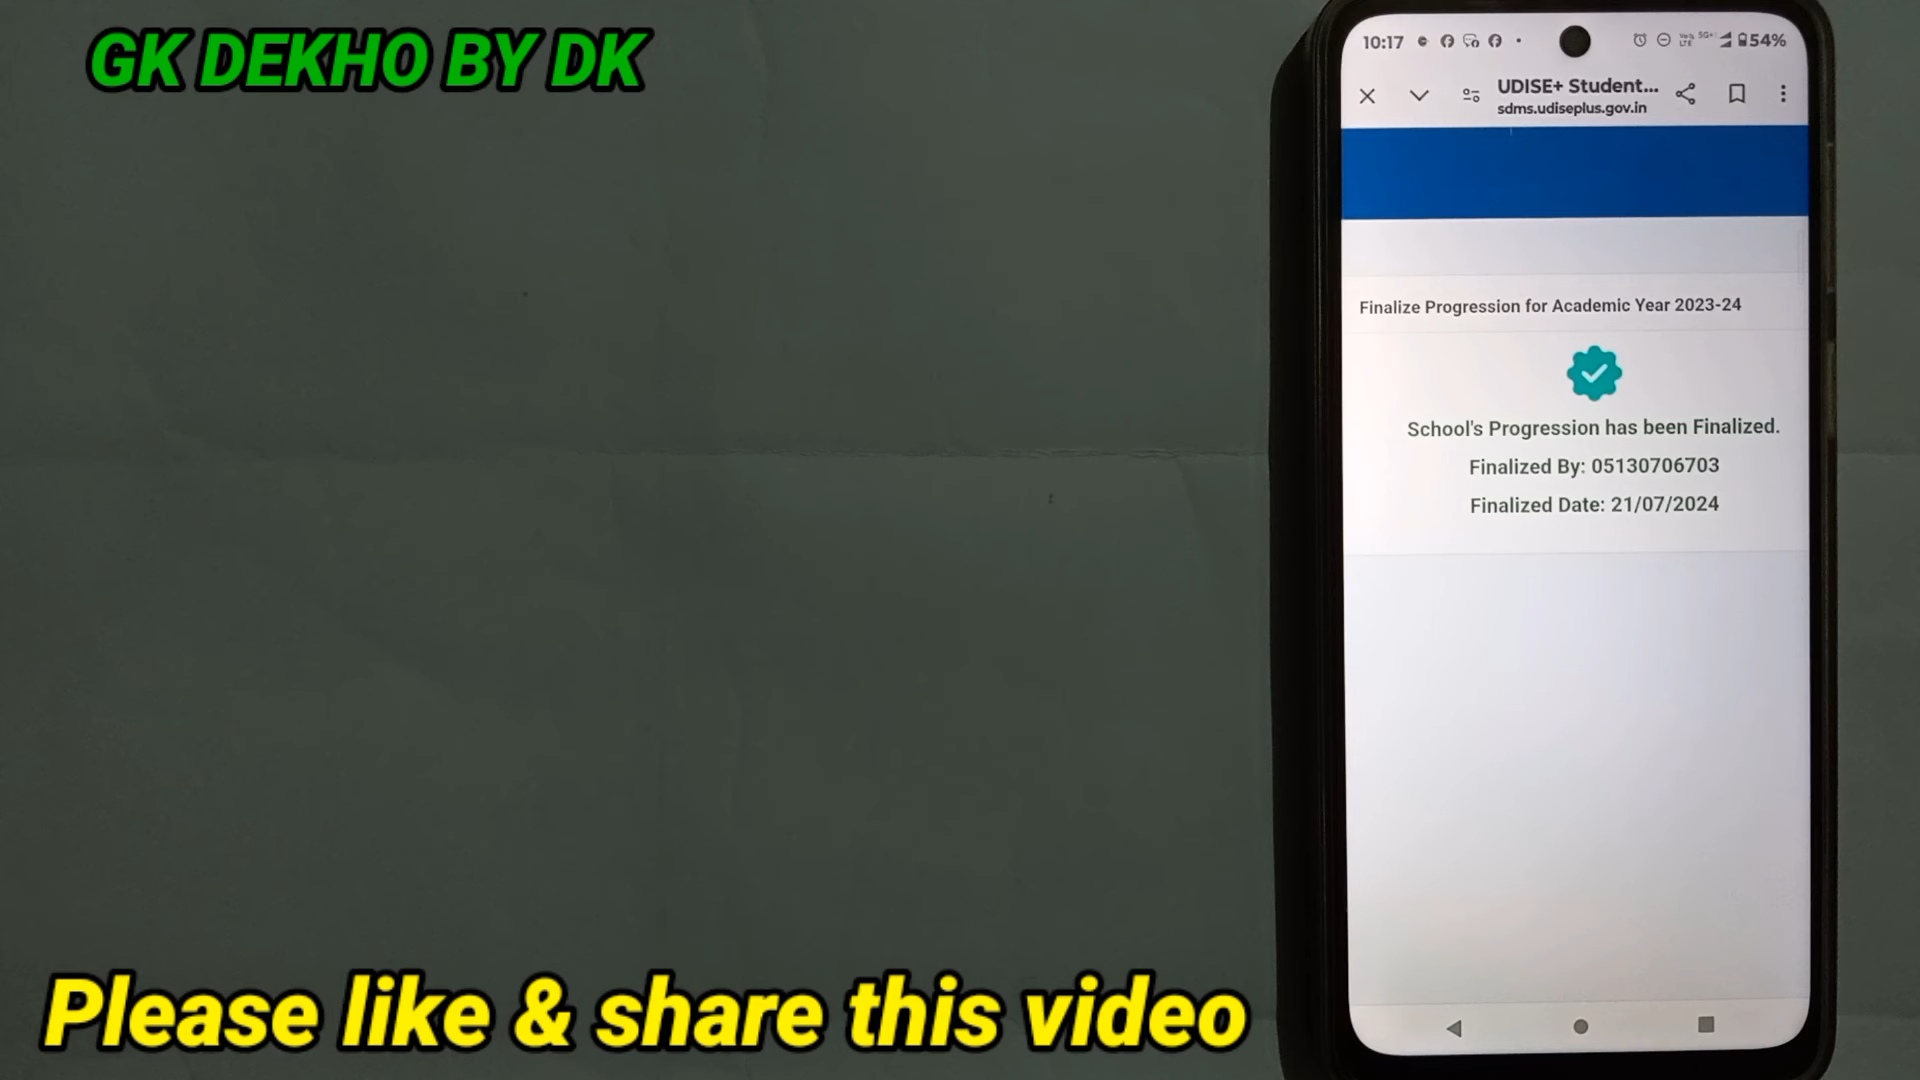 GK DEKHO BY DK
10:17
VoLTE 5G+ 54%
UDISE+ Student...
sdms.udiseplus.gov.in
Finalize Progression for Academic Year 2023-24
School's Progression has been Finalized.
Finalized By: 05130706703
Finalized Date: 21/07/2024
Please like & share this video